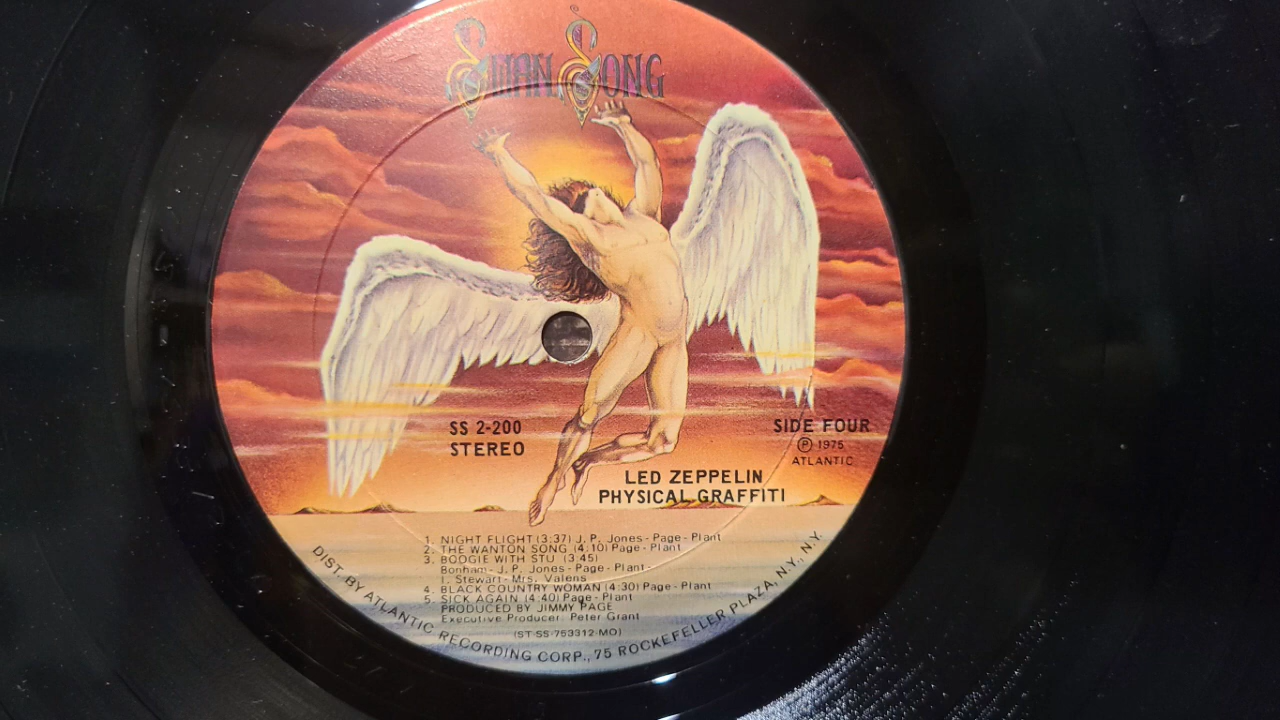 SWAN SONG
SS 2-200
STEREO
SIDE FOUR
Ⓟ 1975
ATLANTIC
LED ZEPPELIN
PHYSICAL GRAFFITI
1. NIGHT FLIGHT (3:37) J. P. Jones - Page - Plant
2. THE WANTON SONG (4:10) Page - Plant
3. BOOGIE WITH STU (3:45)
Bonham - J. P. Jones - Page - Plant -
I. Stewart - Mrs. Valens
4. BLACK COUNTRY WOMAN (4:30) Page - Plant
5. SICK AGAIN (4:40) Page - Plant
PRODUCED BY JIMMY PAGE
Executive Producer: Peter Grant
(ST-SS-753312-MO)
DIST. BY ATLANTIC RECORDING CORP., 75 ROCKEFELLER PLAZA, N.Y., N.Y.